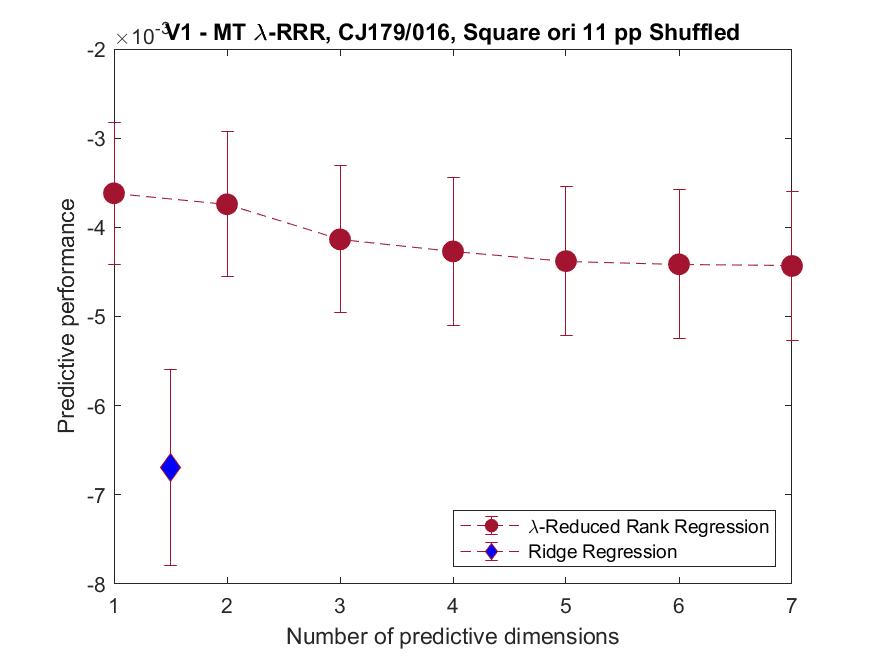 ×10-3
V1 - MT λ-RRR, CJ179/016, Square ori 11 pp Shuffled
-2
-3
-4
-5
-6
-7
-8
Predictive performance
λ-Reduced Rank Regression
Ridge Regression
1 2 3 4 5 6 7
Number of predictive dimensions